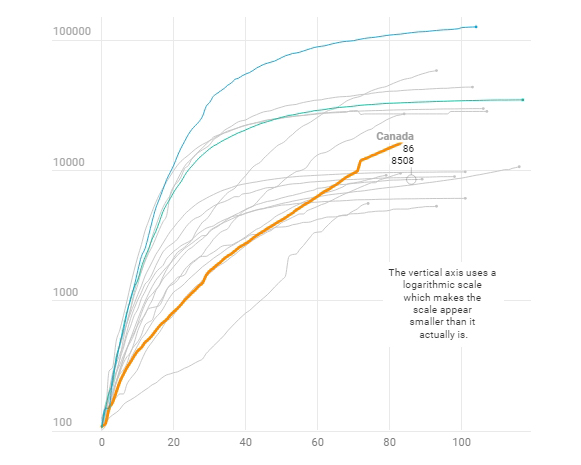 100000
Canada
86
8508
10000
The vertical axis uses a
logarithmic scale
which makes the
scale appear
smaller than it
actually is.
1000
100
0 20 40 60 80 100